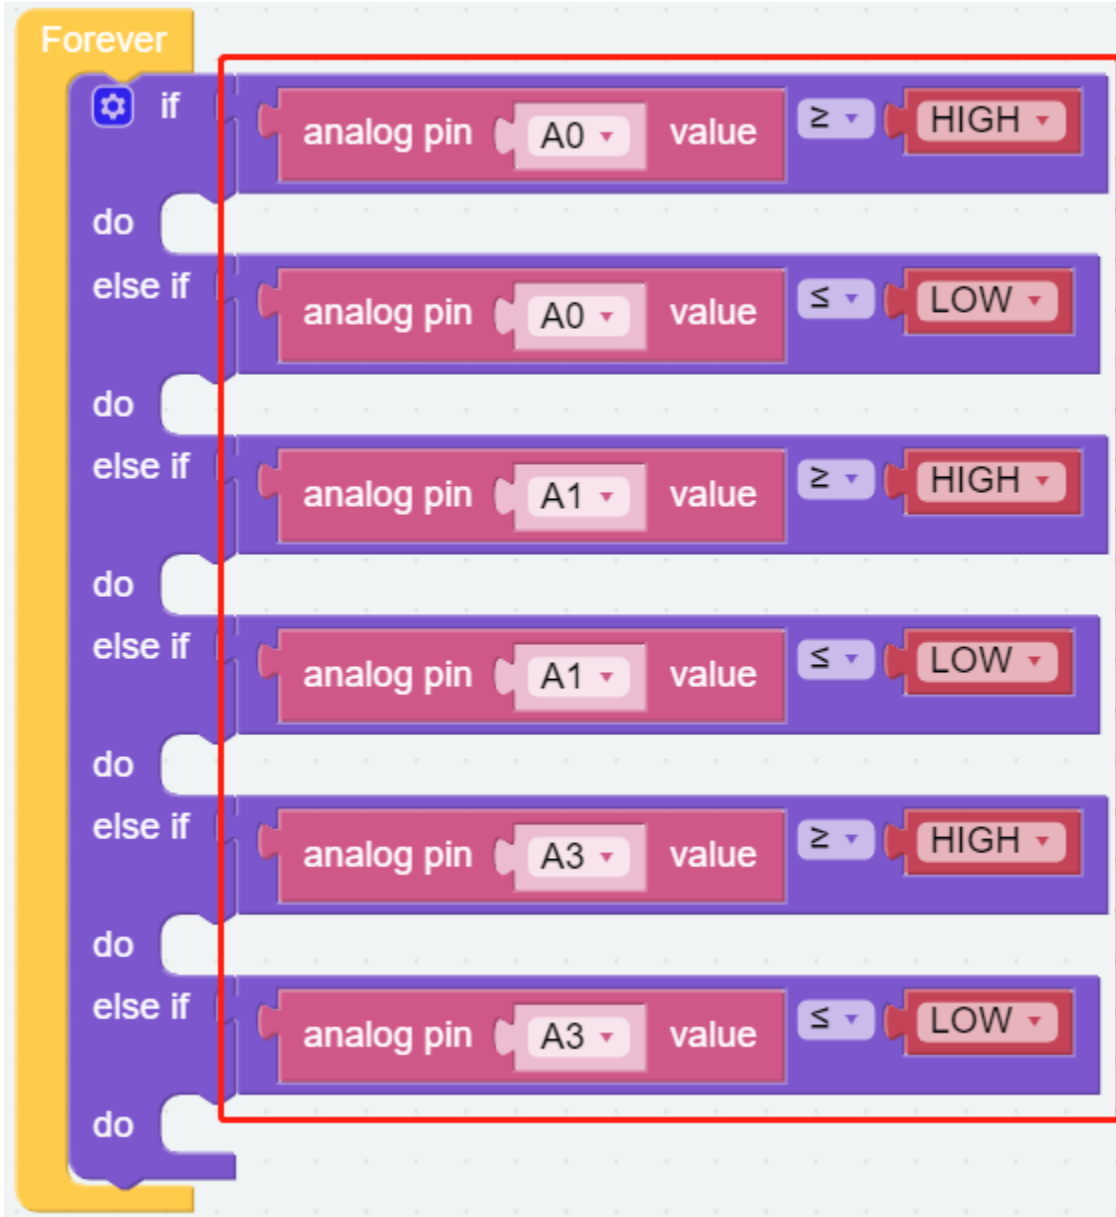 Forever
if analog pin A0 value ≥ HIGH
do
else if analog pin A0 value ≤ LOW
do
else if analog pin A1 value ≥ HIGH
do
else if analog pin A1 value ≤ LOW
do
else if analog pin A3 value ≥ HIGH
do
else if analog pin A3 value ≤ LOW
do